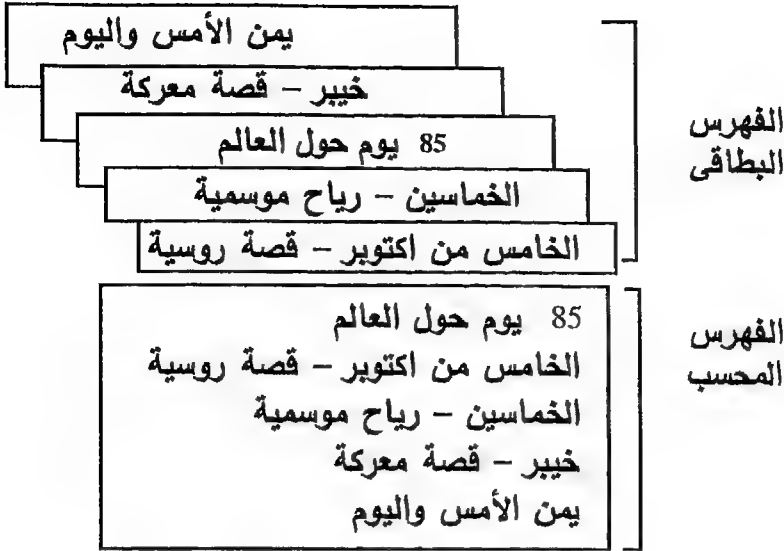 يمن الأمس واليوم
خيبر – قصة معركة
85 يوم حول العالم
الخماسين – رياح موسمية
الخامس من اكتوبر – قصة روسية
الفهرس
البطاقى
85 يوم حول العالم
الخامس من اكتوبر – قصة روسية
الخماسين – رياح موسمية
خيبر – قصة معركة
يمن الأمس واليوم
الفهرس
المحسب